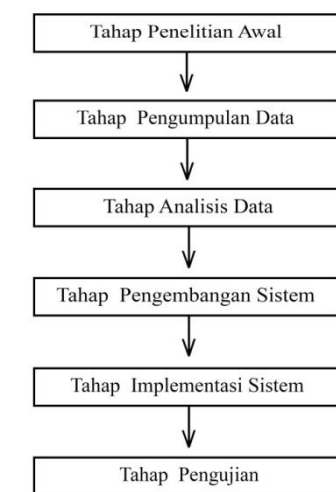 Tahap Penelitian Awal
Tahap Pengumpulan Data
Tahap Analisis Data
Tahap Pengembangan Sistem
Tahap Implementasi Sistem
Tahap Pengujian